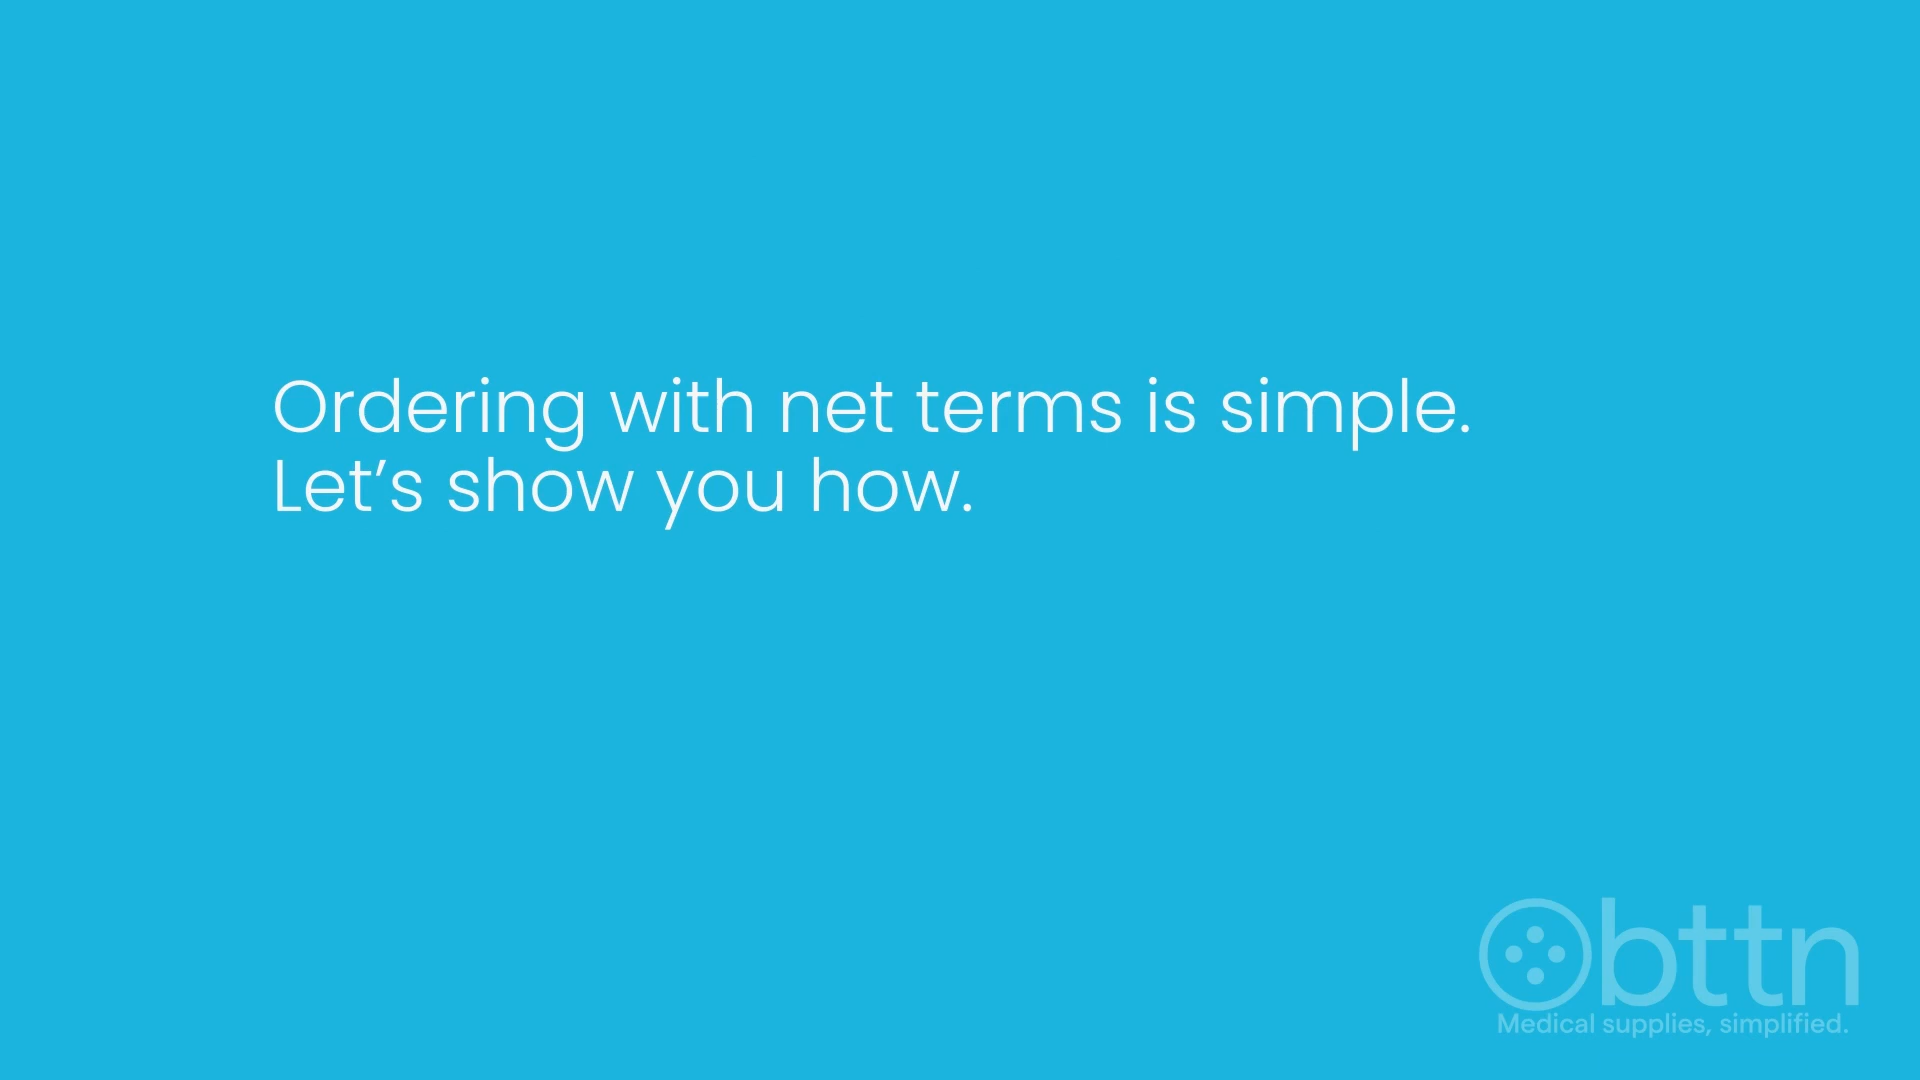 Ordering with net terms is simple.
Let’s show you how.
bttn
Medical supplies, simplified.